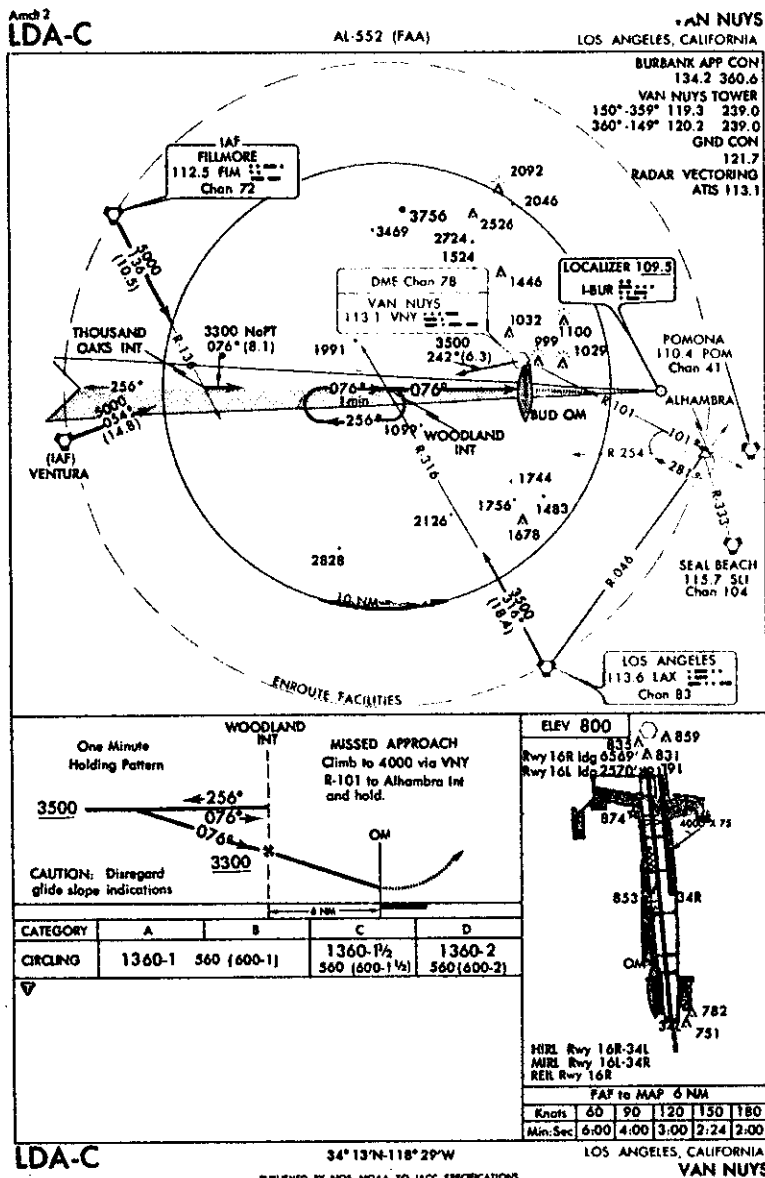 Amdt 2
LDA-C
AL-552 (FAA)
VAN NUYS
LOS ANGELES, CALIFORNIA
BURBANK APP CON
134.2 360.6
VAN NUYS TOWER
150°-359° 119.3 239.0
360°-149° 120.2 239.0
GND CON
121.7
RADAR VECTORING
ATIS 113.1
IAF
FILLMORE
112.5 FIM
Chan 72
2092
2046
3756
2526
3469
2724
1524
5000
136°
(10.5)
R-136
DME Chan 78
VAN NUYS
113.1 VNY
1446
LOCALIZER 109.5
I-BUR
1032
1100
999
1029
THOUSAND
OAKS INT
3300 NoPT
076° (8.1)
1991
3500
242° (6.3)
POMONA
110.4 POM
Chan 41
256°
5000
054°
(14.8)
076°
1 min
256°
076°
BUD OM
ALHAMBRA
R-101
101°
(IAF)
VENTURA
1099
WOODLAND
INT
R-254
281°
R-316
R-333
1744
1756
1483
2126
1678
2828
SEAL BEACH
115.7 SLI
Chan 104
R-046
10 NM
3500
316°
(18.4)
LOS ANGELES
113.6 LAX
Chan 83
ENROUTE FACILITIES
WOODLAND
INT
One Minute
Holding Pattern
MISSED APPROACH
Climb to 4000 via VNY
R-101 to Alhambra Int
and hold.
3500
256°
076°
076°
3300
OM
CAUTION: Disregard
glide slope indications
6 NM
CATEGORY A B C D
CIRCLING 1360-1 560 (600-1) 1360-1½ 560 (600-1½) 1360-2 560 (600-2)
ELEV 800
835
859
Rwy 16R ldg 6569'
831
Rwy 16L ldg 2570'
791
874
4000 X 75
853
34R
OM
782
751
HIRL Rwy 16R-34L
MIRL Rwy 16L-34R
REIL Rwy 16R
FAF to MAP 6 NM
Knots 60 90 120 150 180
Min:Sec 6:00 4:00 3:00 2:24 2:00
LDA-C
34°13'N-118°29'W
LOS ANGELES, CALIFORNIA
VAN NUYS
PUBLISHED BY NOS, NOAA, TO IACC SPECIFICATIONS